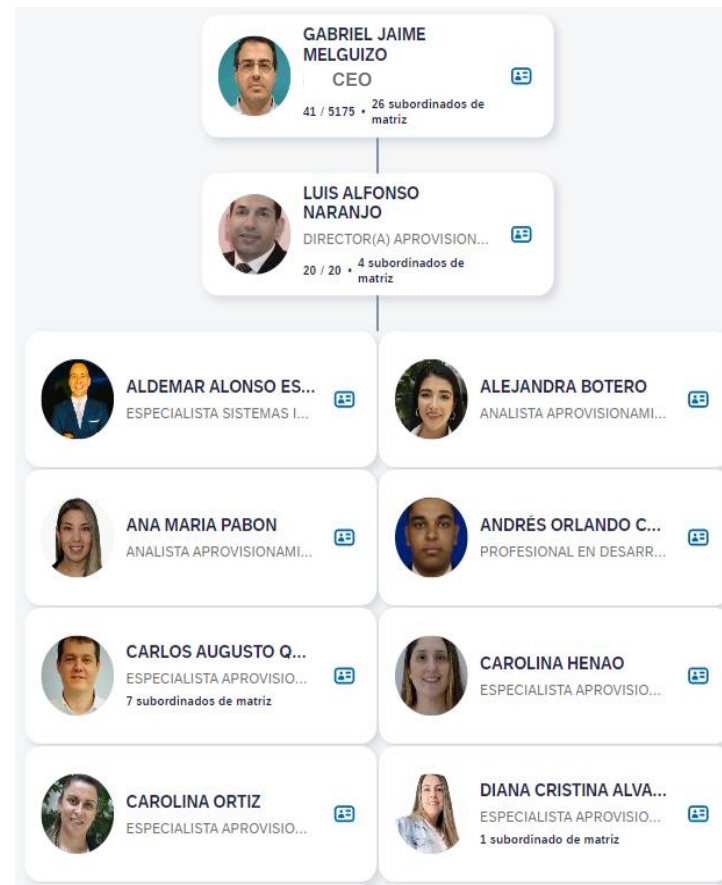 GABRIEL JAIME
MELGUIZO
CEO
41 / 5175 • 26 subordinados de
matriz
LUIS ALFONSO
NARANJO
DIRECTOR(A) APROVISION...
20 / 20 • 4 subordinados de
matriz
ALDEMAR ALONSO ES...
ESPECIALISTA SISTEMAS I...
ALEJANDRA BOTERO
ANALISTA APROVISIONAMI...
ANA MARIA PABON
ANALISTA APROVISIONAMI...
ANDRÉS ORLANDO C...
PROFESIONAL EN DESARR...
CARLOS AUGUSTO Q...
ESPECIALISTA APROVISIO...
7 subordinados de matriz
CAROLINA HENAO
ESPECIALISTA APROVISIO...
CAROLINA ORTIZ
ESPECIALISTA APROVISIO...
DIANA CRISTINA ALVA...
ESPECIALISTA APROVISIO...
1 subordinado de matriz